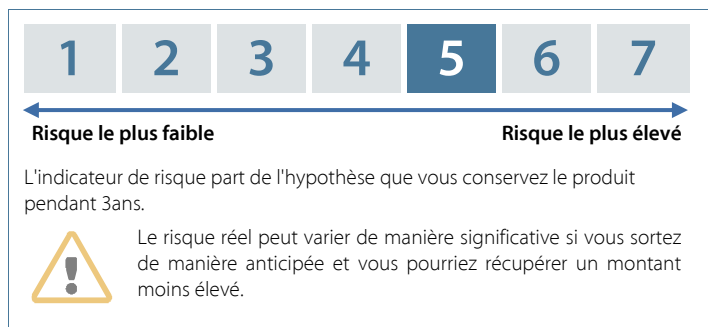 1 2 3 4 5 6 7
Risque le plus faible Risque le plus élevé
L'indicateur de risque part de l'hypothèse que vous conservez le produit
pendant 3ans.
Le risque réel peut varier de manière significative si vous sortez
de manière anticipée et vous pourriez récupérer un montant
moins élevé.